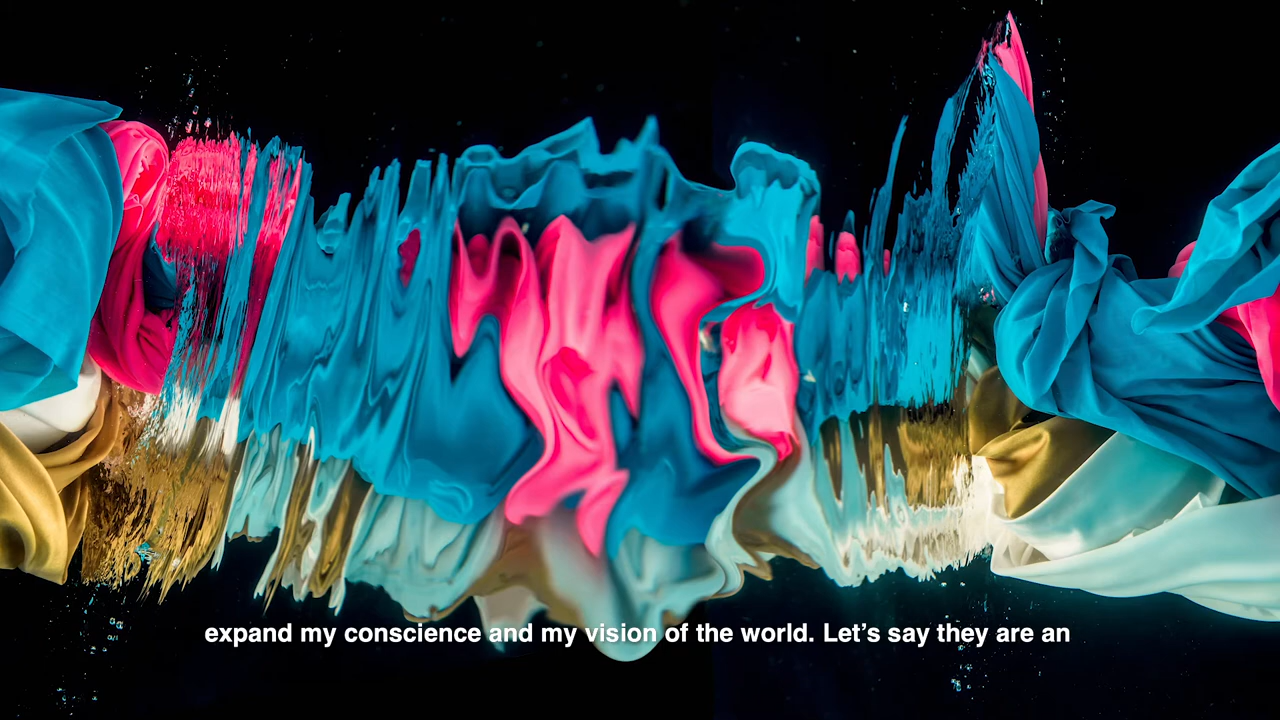 expand my conscience and my vision of the world. Let’s say they are an